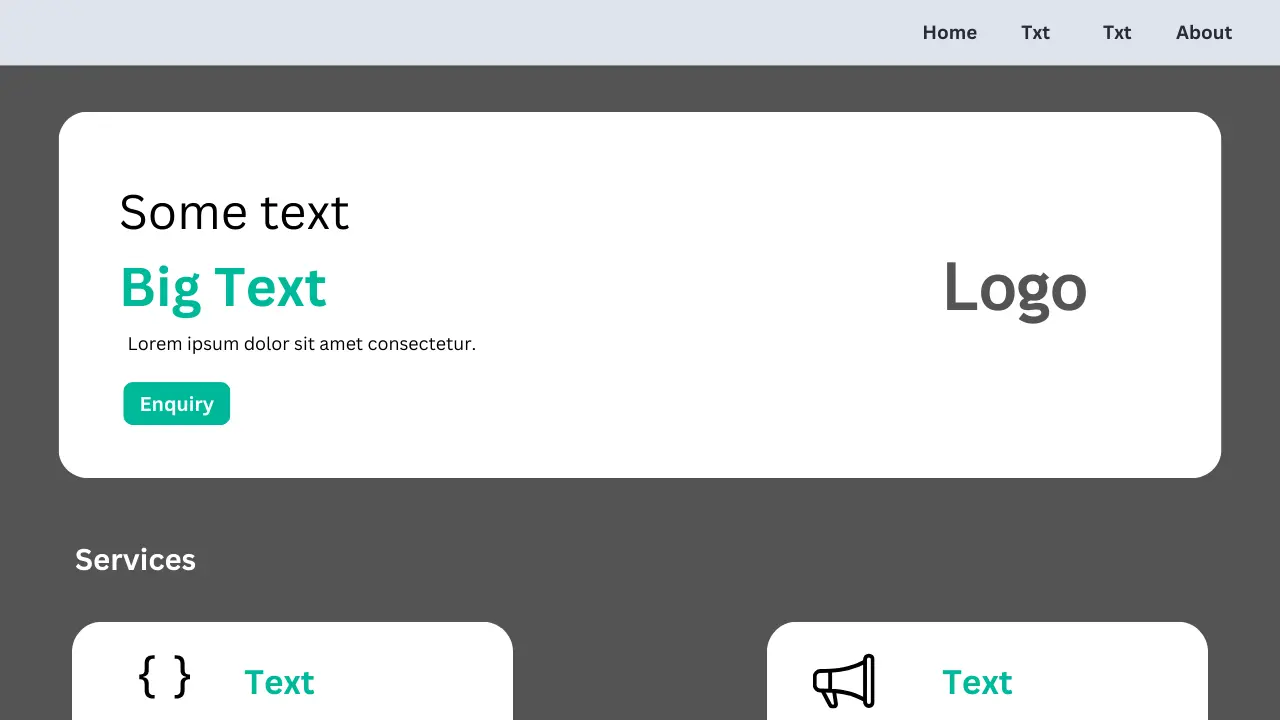 Home Txt Txt About
Some text
Big Text
Logo
Lorem ipsum dolor sit amet consectetur.
Enquiry
Services
{ } Text
Text